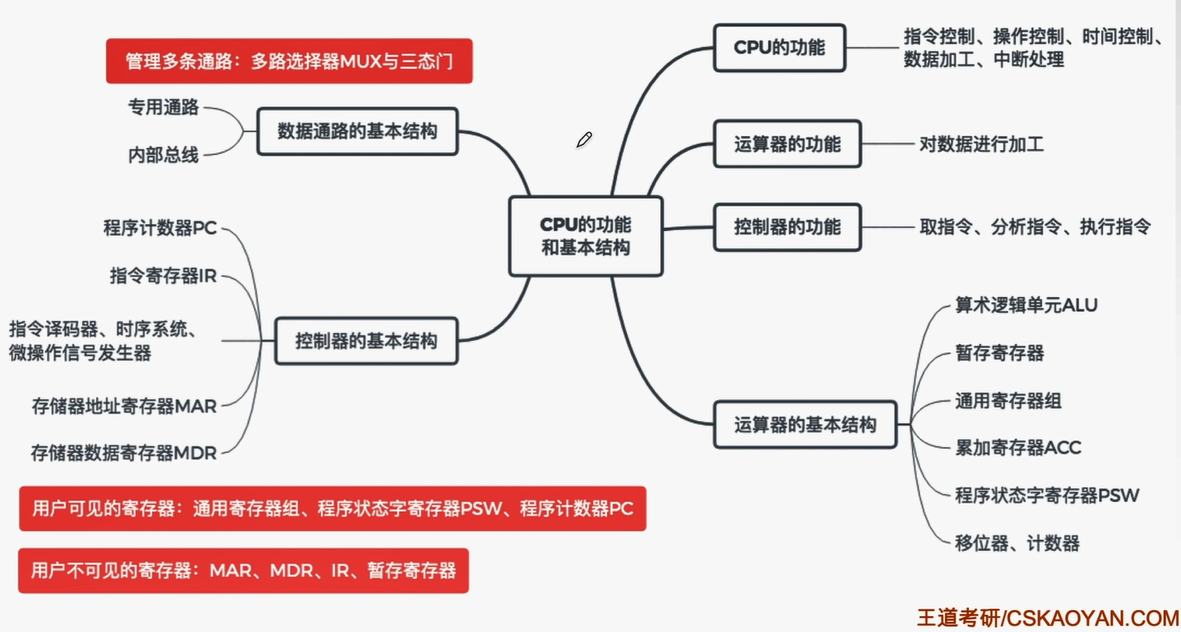 管理多条通路：多路选择器MUX与三态门
专用通路
内部总线
数据通路的基本结构
程序计数器PC
指令寄存器IR
指令译码器、时序系统、
微操作信号发生器
存储器地址寄存器MAR
存储器数据寄存器MDR
控制器的基本结构
用户可见的寄存器：通用寄存器组、程序状态字寄存器PSW、程序计数器PC
用户不可见的寄存器：MAR、MDR、IR、暂存寄存器
CPU的功能
和基本结构
CPU的功能
指令控制、操作控制、时间控制、
数据加工、中断处理
运算器的功能
对数据进行加工
控制器的功能
取指令、分析指令、执行指令
运算器的基本结构
算术逻辑单元ALU
暂存寄存器
通用寄存器组
累加寄存器ACC
程序状态字寄存器PSW
移位器、计数器
王道考研/CSKAOYAN.COM